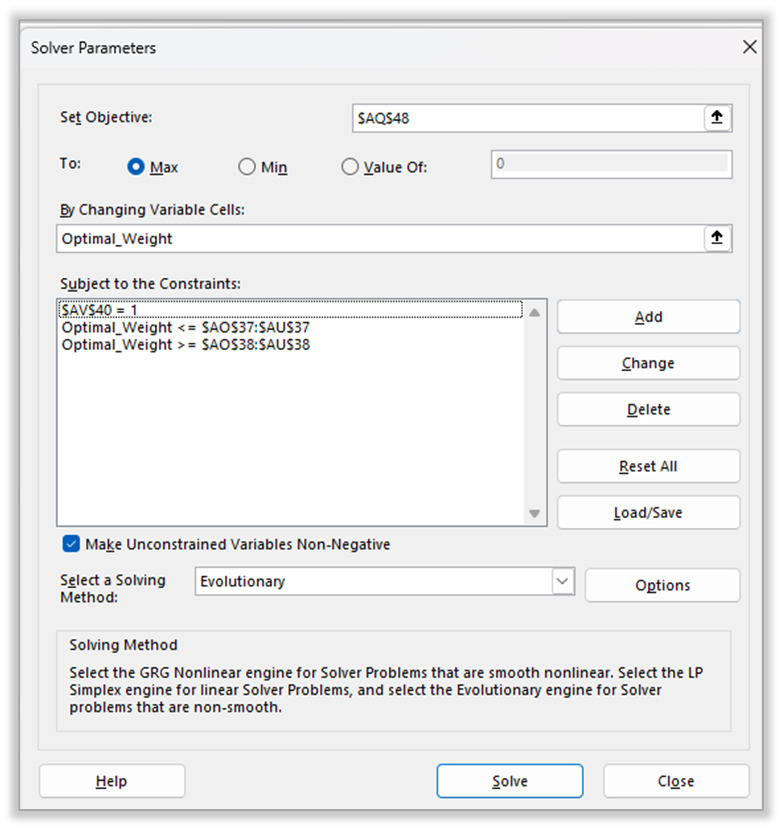 Solver Parameters
Set Objective:
$AQ$48
To:
Max
Min
Value Of:
0
By Changing Variable Cells:
Optimal_Weight
Subject to the Constraints:
$AV$40 = 1
Optimal_Weight <= $AO$37:$AU$37
Optimal_Weight >= $AO$38:$AU$38
Add
Change
Delete
Reset All
Load/Save
Make Unconstrained Variables Non-Negative
Select a Solving
Method:
Evolutionary
Options
Solving Method
Select the GRG Nonlinear engine for Solver Problems that are smooth nonlinear. Select the LP
Simplex engine for linear Solver Problems, and select the Evolutionary engine for Solver
problems that are non-smooth.
Help
Solve
Close